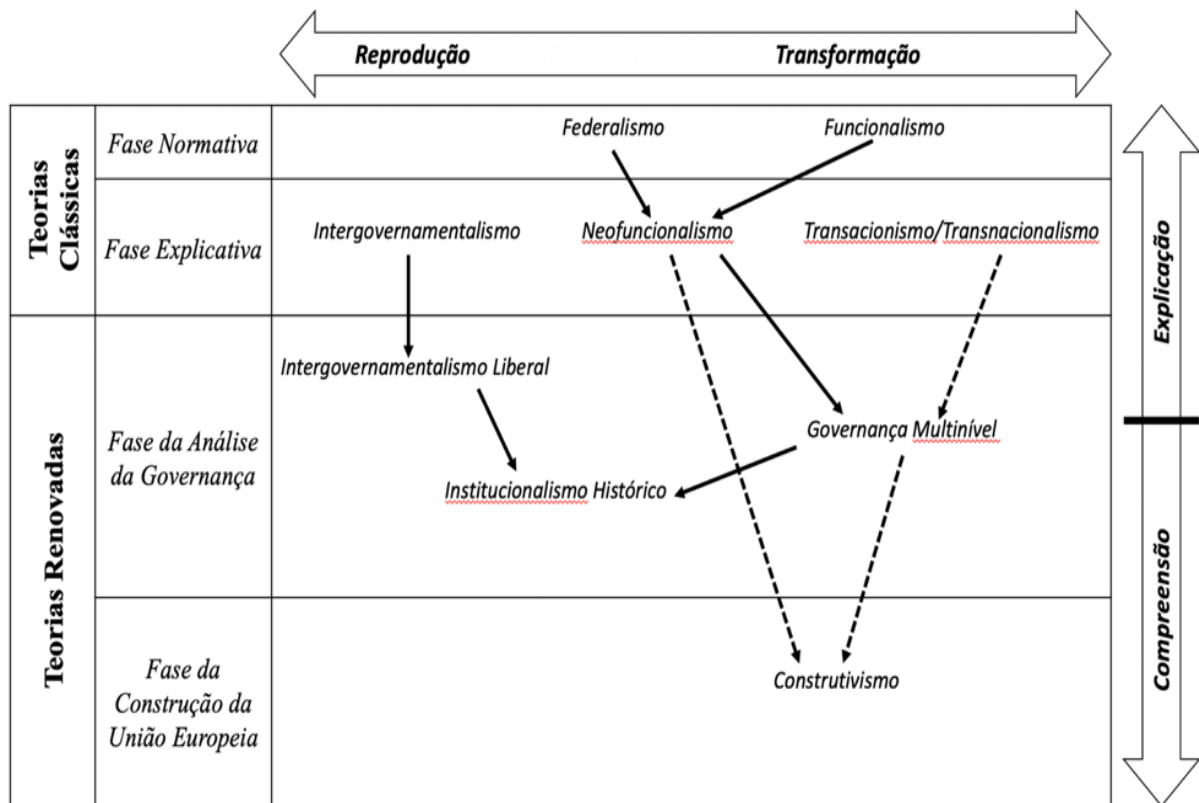 Reprodução Transformação
Teorias
Clássicas
Fase Normativa
Federalismo Funcionalismo
Fase Explicativa
Intergovernamentalismo Neofuncionalismo Transacionismo/Transnacionalismo
Explicação
Teorias Renovadas
Fase da Análise
da Governança
Intergovernamentalismo Liberal
Governança Multinível
Institucionalismo Histórico
Compreensão
Fase da
Construção da
União Europeia
Construtivismo